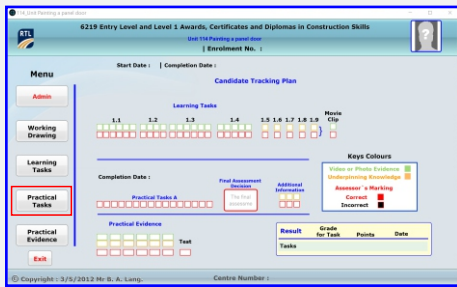 114_Unit Painting a panel door
RTL
6219 Entry Level and Level 1 Awards, Certificates and Diplomas in Construction Skills
Unit 114 Painting a panel door
| Enrolment No. :
Start Date : | Completion Date :
Candidate Tracking Plan
Menu
Admin
Working Drawing
Learning Tasks
Practical Tasks
Practical Evidence
Exit
Learning Tasks
1.1 1.2 1.3 1.4 1.5 1.6 1.7 1.8 1.9 } Movie Clip
Keys Colours
Video or Photo Evidence
Underpinning Knowledge
Assessor`s Marking
Correct
Incorrect
Completion Date :
Practical Tasks A
Final Assessment Decision
The final outcome
Additional Information
Practical Evidence
Test
Result Grade for Task Points Date
Tasks
© Copyright : 3/5/2012 Mr B. A. Lang.
Centre Number :